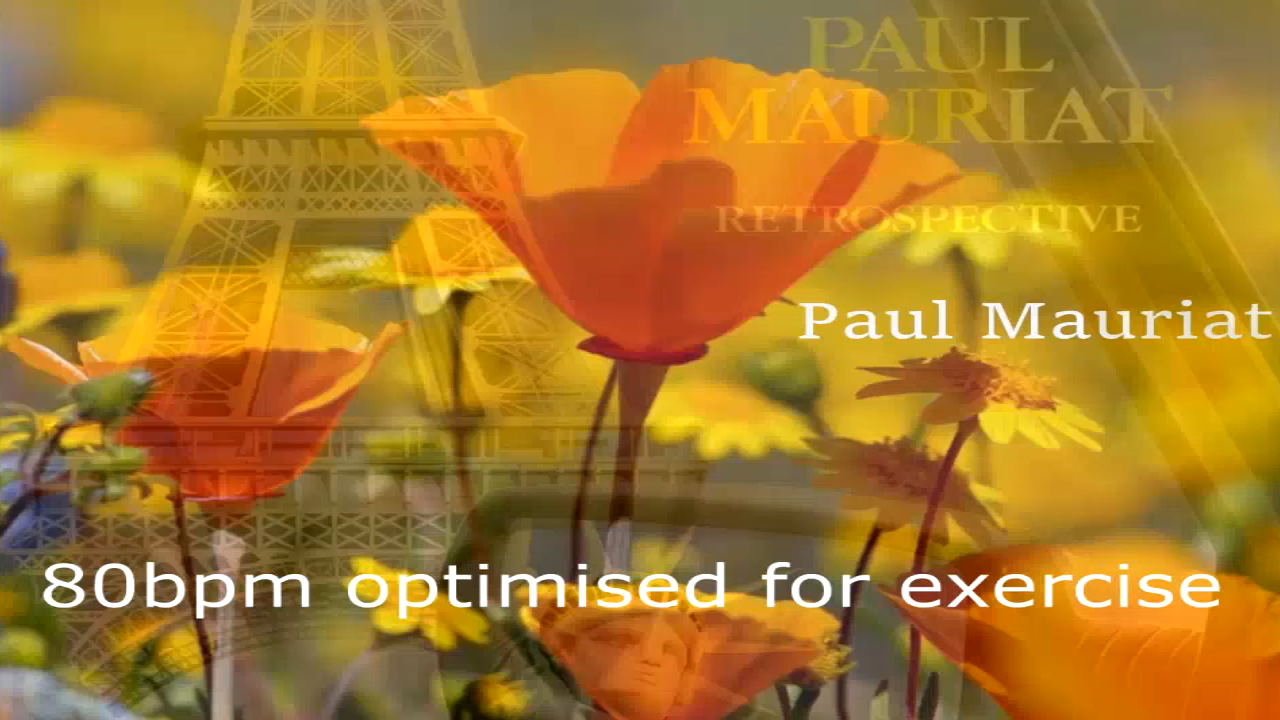 PAUL
MAURIAT
RETROSPECTIVE
Paul Mauriat
80bpm optimised for exercise